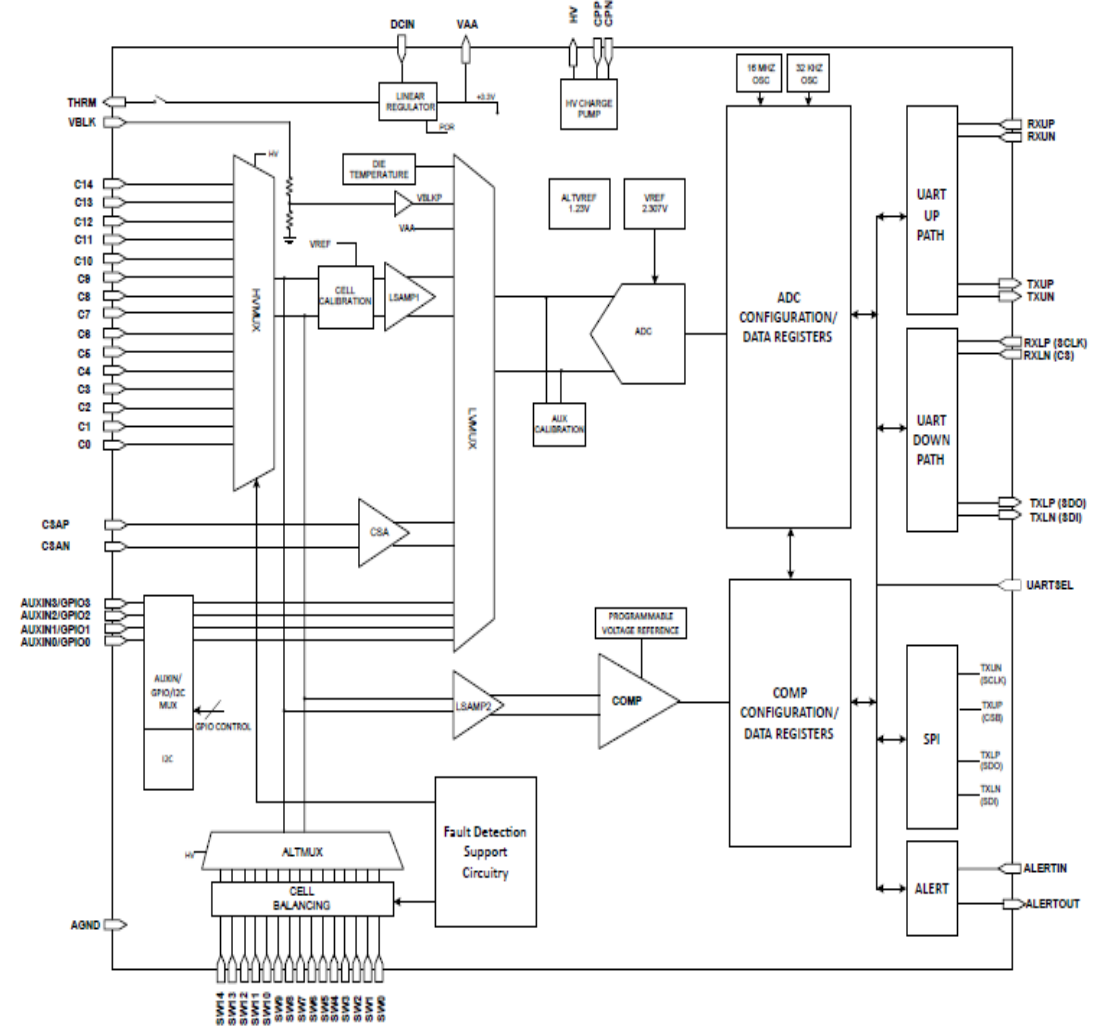 DCIN
VAA
HV
CPP
CPN
THRM
VBLK
LINEAR
REGULATOR
+3.3V
POR
HV CHARGE
PUMP
16 MHZ
OSC
32 KHZ
OSC
RXUP
RXUN
HV
DIE
TEMPERATURE
VBLKP
VAA
ALTVREF
1.23V
VREF
2.307V
UART
UP
PATH
C14
C13
C12
C11
C10
C9
C8
C7
C6
C5
C4
C3
C2
C1
C0
HVMUX
VREF
CELL
CALIBRATION
LSAMP1
LVMUX
ADC
AUX
CALIBRATION
ADC
CONFIGURATION/
DATA REGISTERS
TXUP
TXUN
RXLP (SCLK)
RXLN (CS)
UART
DOWN
PATH
TXLP (SDO)
TXLN (SDI)
CSAP
CSAN
CSA
UARTSEL
AUXIN3/GPIO3
AUXIN2/GPIO2
AUXIN1/GPIO1
AUXIN0/GPIO0
AUXIN/
GPIO/I2C
MUX
GPIO CONTROL
I2C
LSAMP2
PROGRAMMABLE
VOLTAGE REFERENCE
COMP
COMP
CONFIGURATION/
DATA REGISTERS
SPI
TXUN
(SCLK)
TXUP
(CSB)
TXLP
(SDO)
TXLN
(SDI)
Fault Detection
Support
Circuitry
HV
ALTMUX
CELL
BALANCING
ALERT
ALERTIN
ALERTOUT
AGND
SW14
SW13
SW12
SW11
SW10
SW9
SW8
SW7
SW6
SW5
SW4
SW3
SW2
SW1
SW0